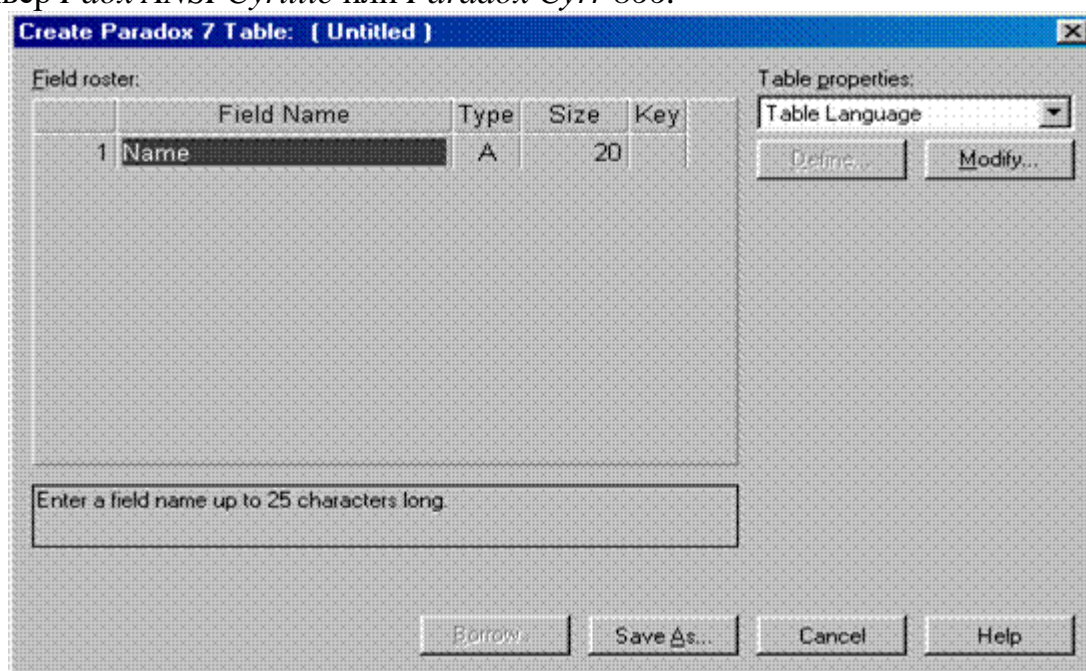 Create Paradox 7 Table: ( Untitled )
Field roster:
Table properties:
Field Name Type Size Key
Table Language
1 Name A 20
Define... Modify...
Enter a field name up to 25 characters long.
Borrow... Save As... Cancel Help